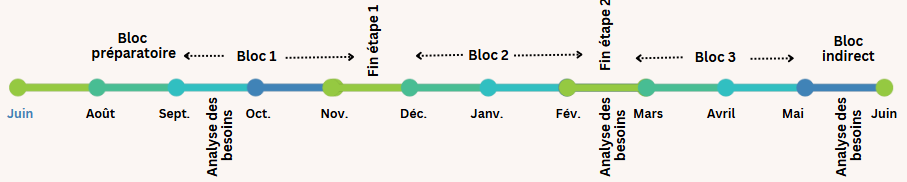 Bloc
préparatoire
Bloc 1
Fin étape 1
Bloc 2
Fin étape 2
Bloc 3
Bloc
indirect
Juin
Août
Sept.
Analyse des
besoins
Oct.
Nov.
Déc.
Janv.
Fév.
Analyse des
besoins
Mars
Avril
Mai
Analyse des
besoins
Juin